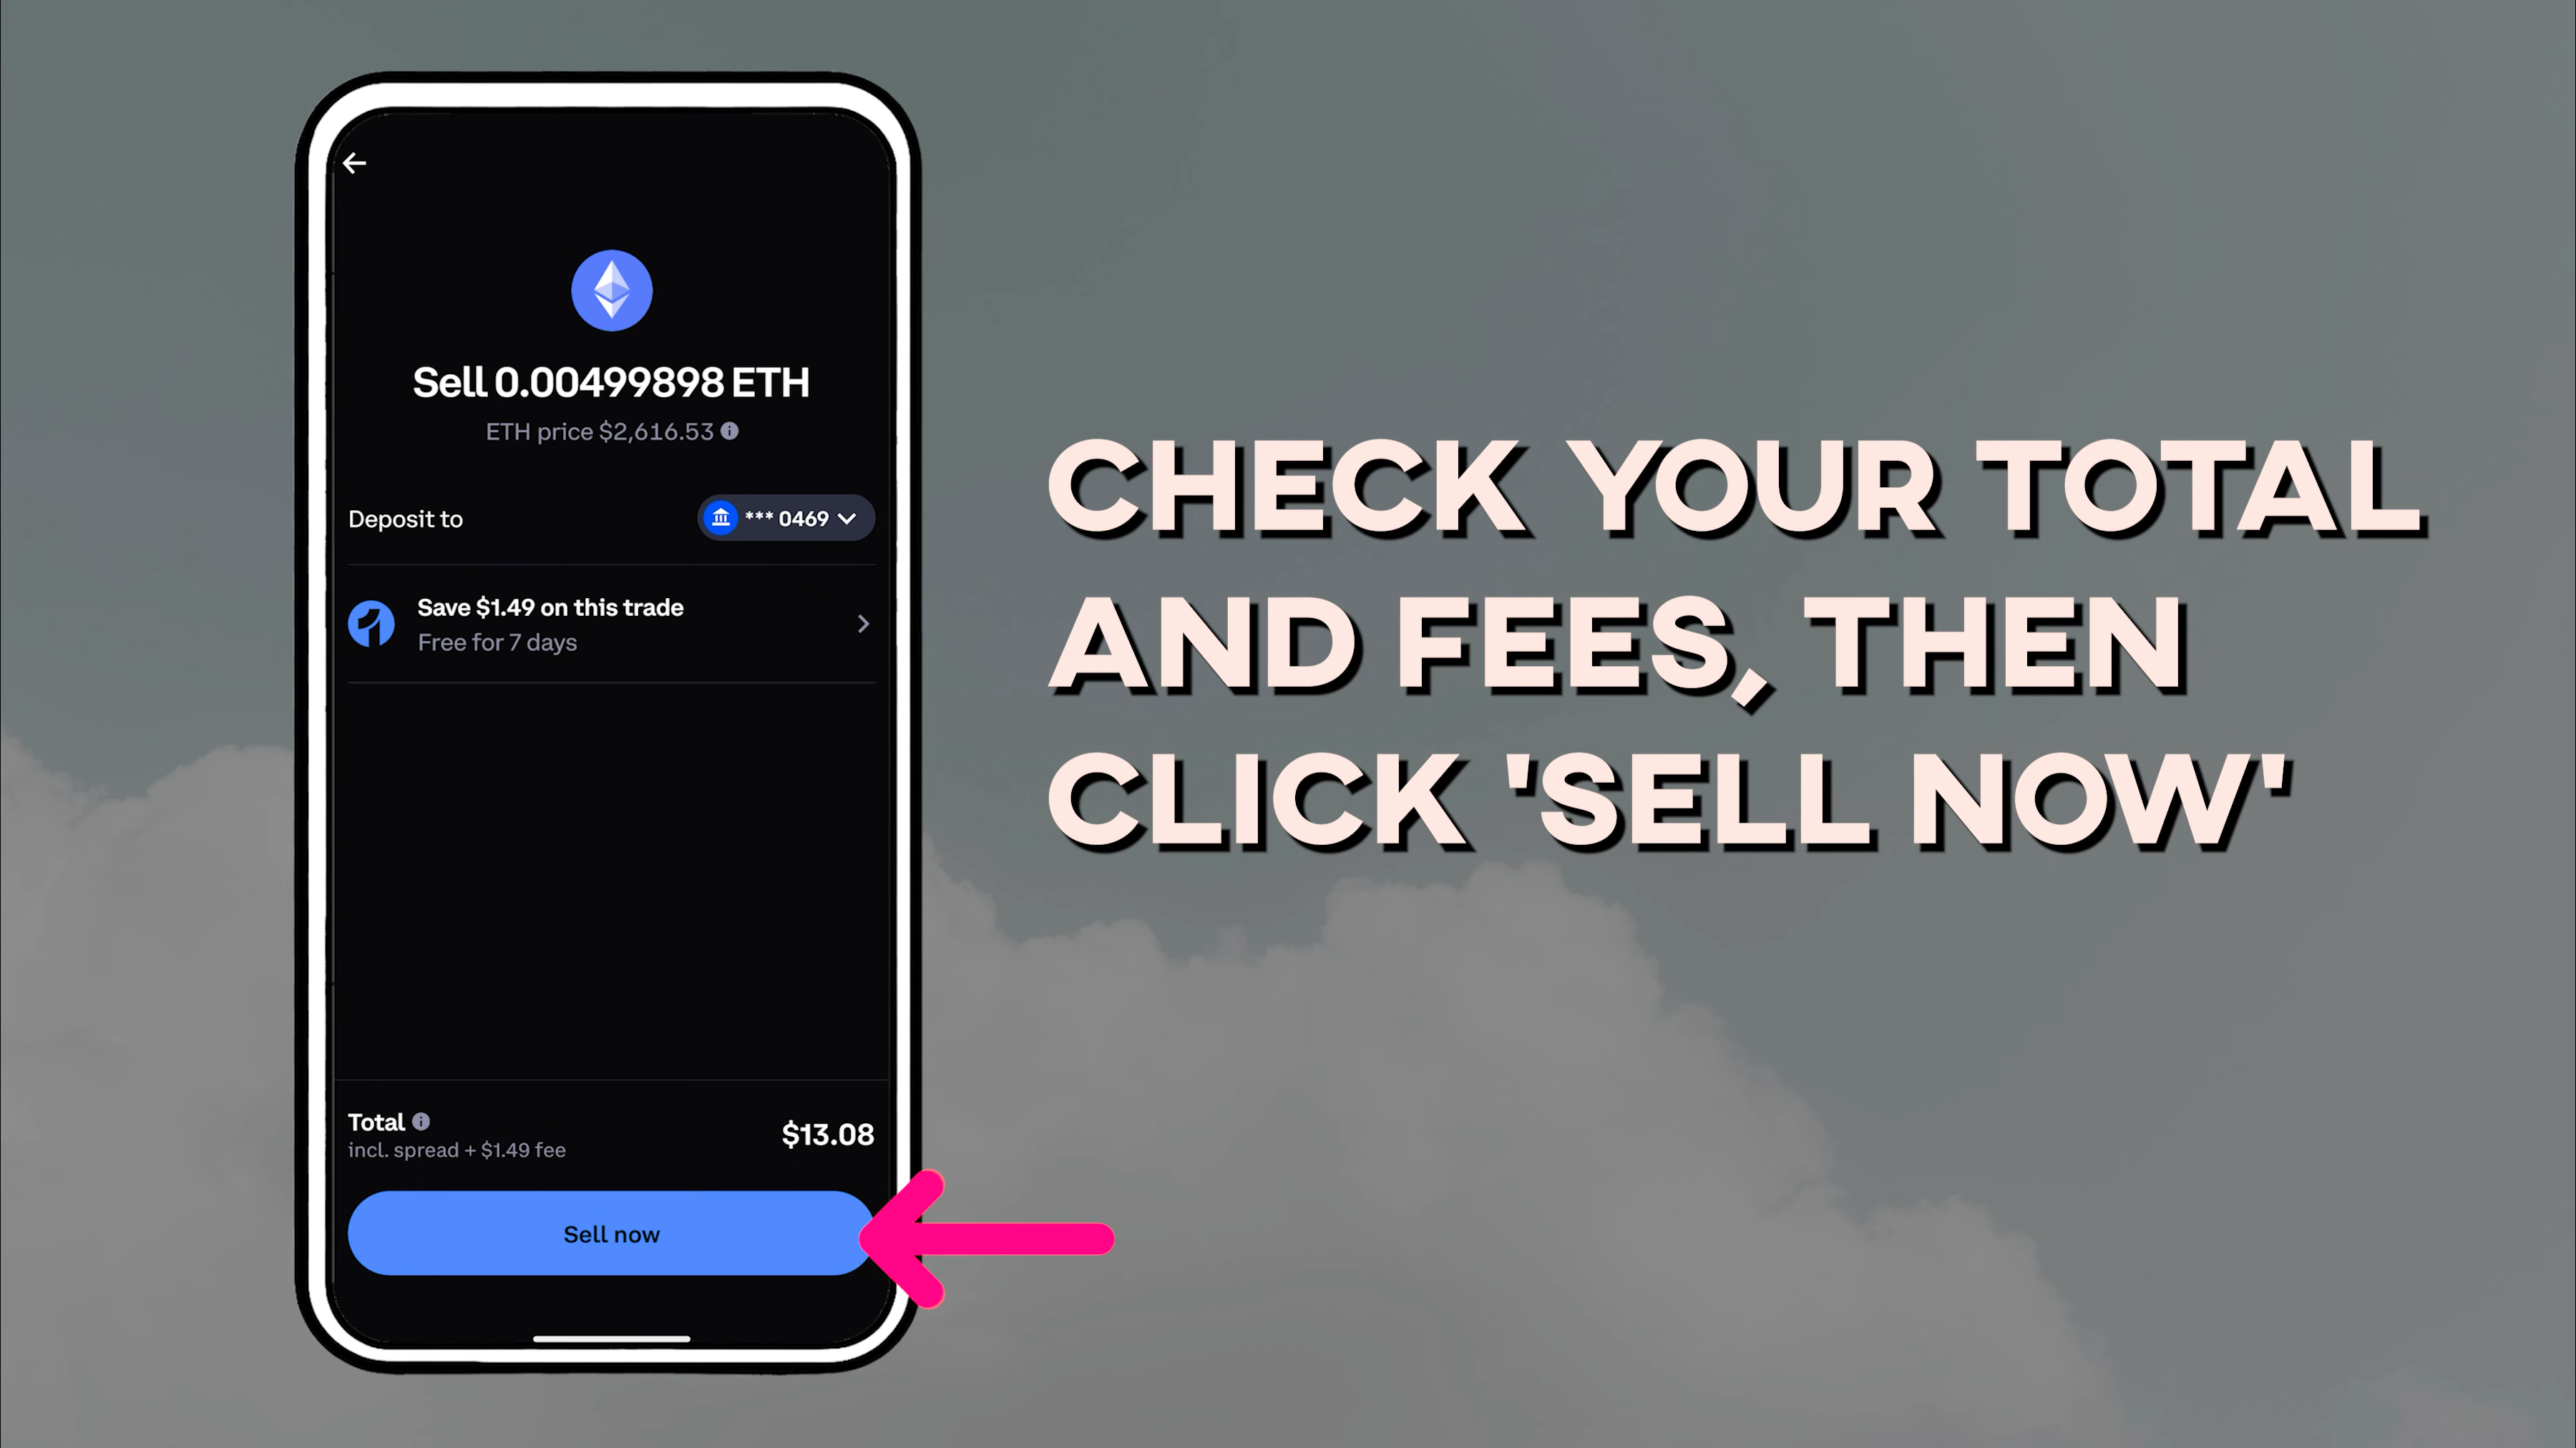 Sell 0.00499898 ETH
ETH price $2,616.53
Deposit to
*** 0469
Save $1.49 on this trade
Free for 7 days
Total
incl. spread + $1.49 fee
$13.08
Sell now
CHECK YOUR TOTAL
AND FEES, THEN
CLICK 'SELL NOW'